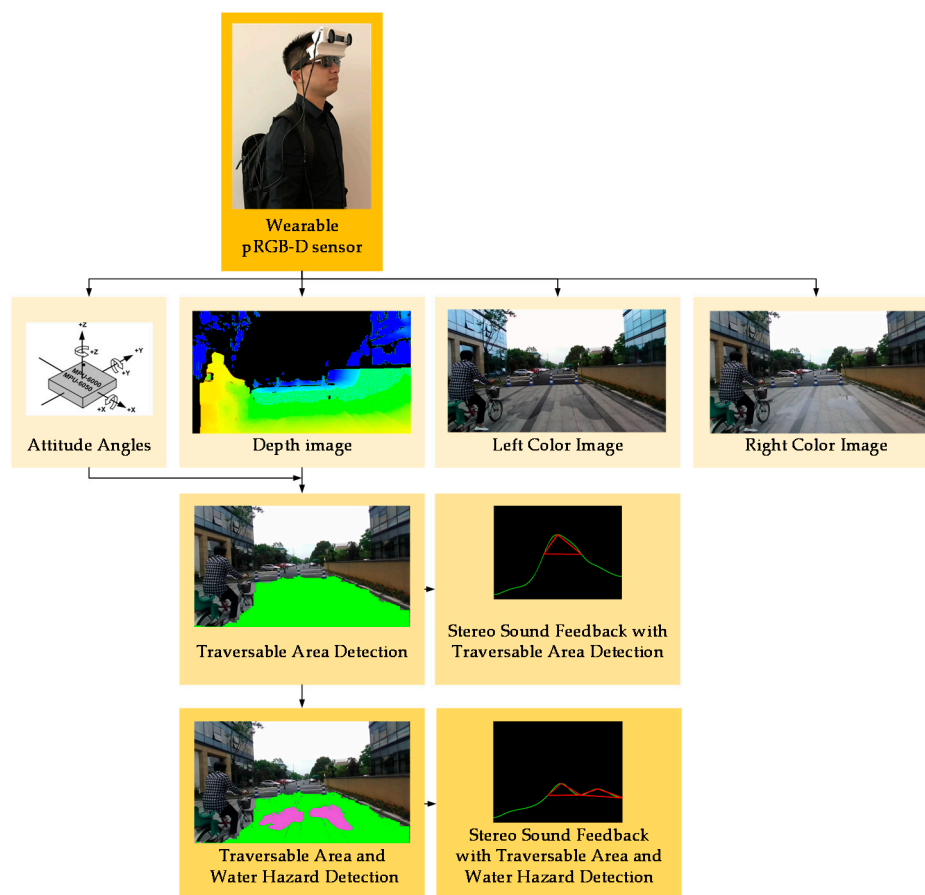 Wearable
pRGB-D sensor
+Z
+Z
+Y
+Y
MPU-6000
MPU-6050
+X
+X
Attitude Angles
Depth image
Left Color Image
Right Color Image
Traversable Area Detection
Stereo Sound Feedback with
Traversable Area Detection
Traversable Area and
Water Hazard Detection
Stereo Sound Feedback
with Traversable Area and
Water Hazard Detection